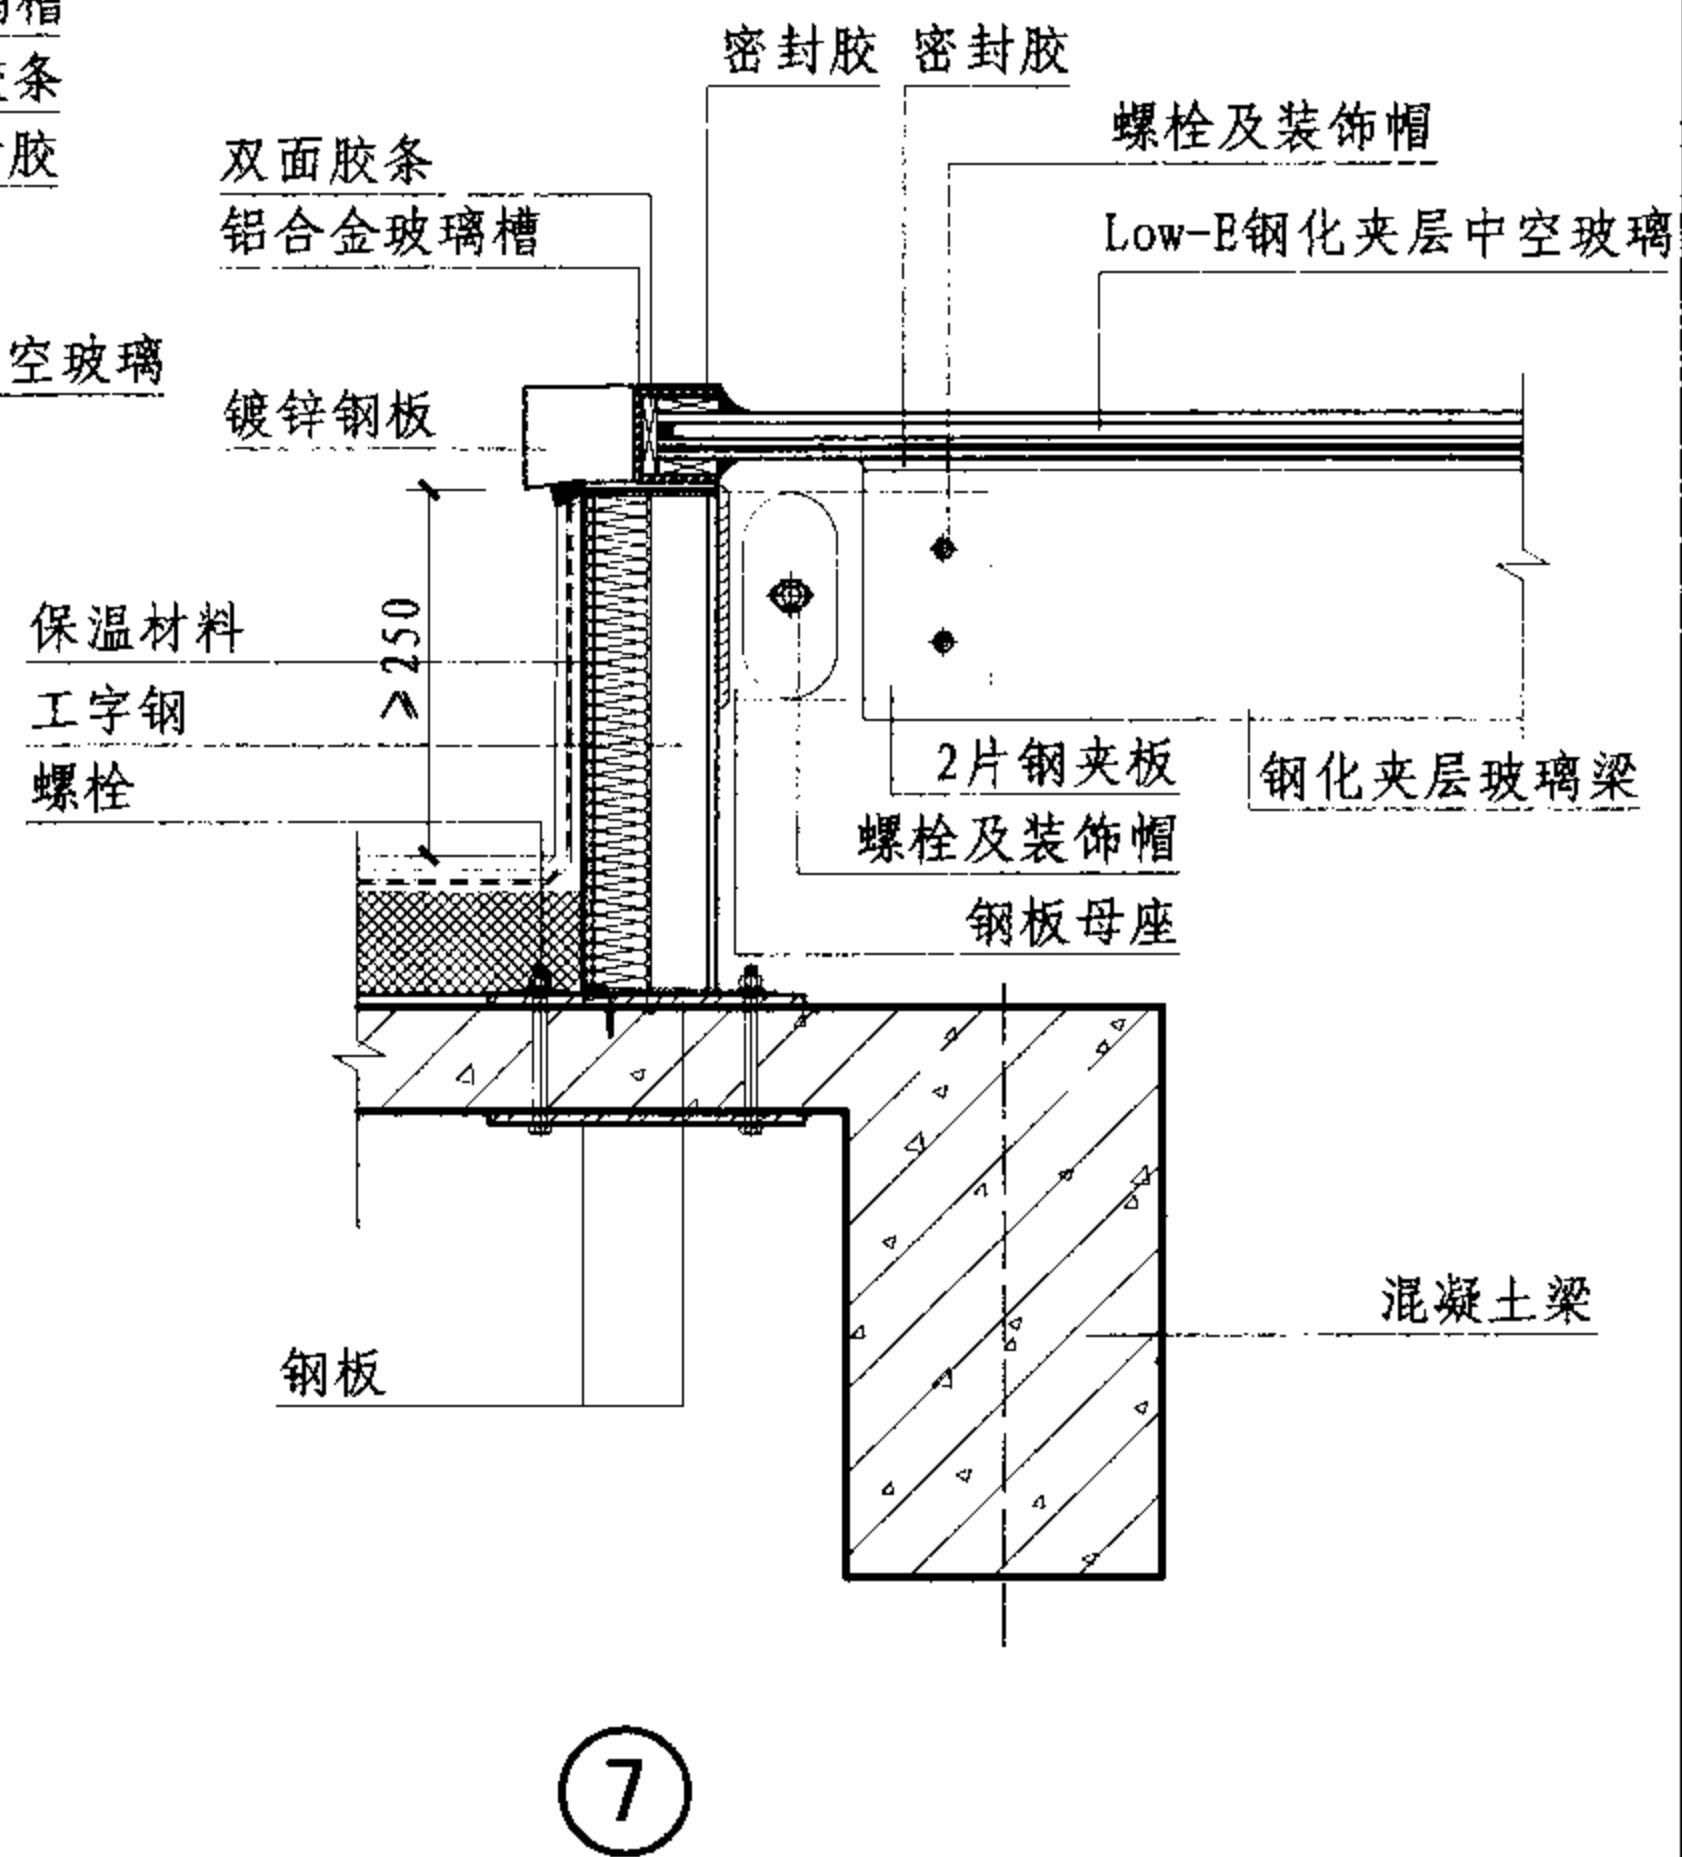 条
胶
空玻璃
密封胶 密封胶
螺栓及装饰帽
双面胶条
铝合金玻璃槽
Low-E钢化夹层中空玻璃
镀锌钢板
≥250
保温材料
工字钢
螺栓
2片钢夹板
钢化夹层玻璃梁
螺栓及装饰帽
钢板母座
混凝土梁
钢板
7